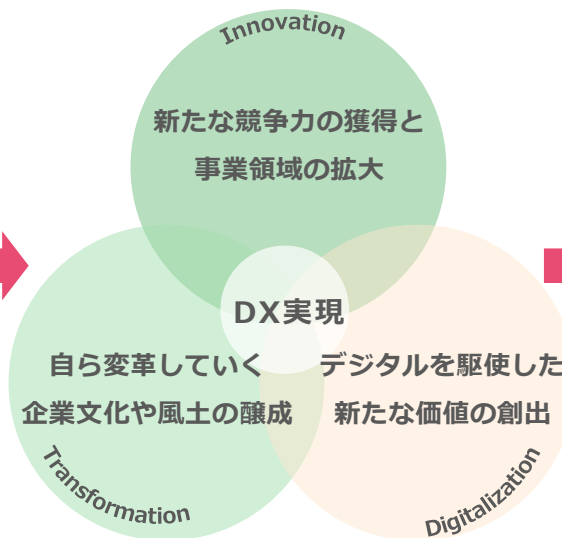 Innovation
新たな競争力の獲得と
事業領域の拡大
DX実現
自ら変革していく
企業文化や風土の醸成
Transformation
デジタルを駆使した
新たな価値の創出
Digitalization